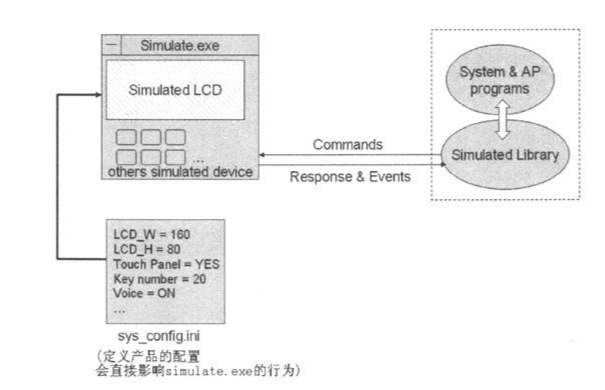 Simulate.exe
Simulated LCD
...
others simulated device
System & AP
programs
Simulated Library
Commands
Response & Events
LCD_W = 160
LCD_H = 80
Touch Panel = YES
Key number = 20
Voice = ON
...
sys_config.ini
(定义产品的配置
会直接影响simulate.exe的行为)